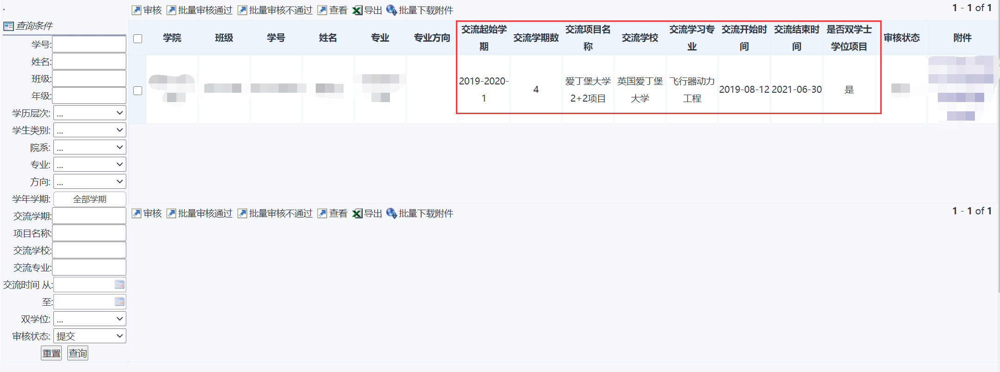 .
查询条件
学号:
姓名:
班级:
年级:
学历层次: ...
学生类别: ...
院系: ...
专业: ...
方向: ...
学年学期: 全部学期
交流学期:
项目名称:
交流学校:
交流专业:
交流时间 从:
至:
双学位: ...
审核状态: 提交
重置 查询
审核 批量审核通过 批量审核不通过 查看 导出 批量下载附件 1 - 1 of 1
学院 班级 学号 姓名 专业 专业方向 交流起始学期 交流学期数 交流项目名称 交流学校 交流学习专业 交流开始时间 交流结束时间 是否双学士学位项目 审核状态 附件
2019-2020-1 4 爱丁堡大学2+2项目 英国爱丁堡大学 飞行器动力工程 2019-08-12 2021-06-30 是
审核 批量审核通过 批量审核不通过 查看 导出 批量下载附件 1 - 1 of 1